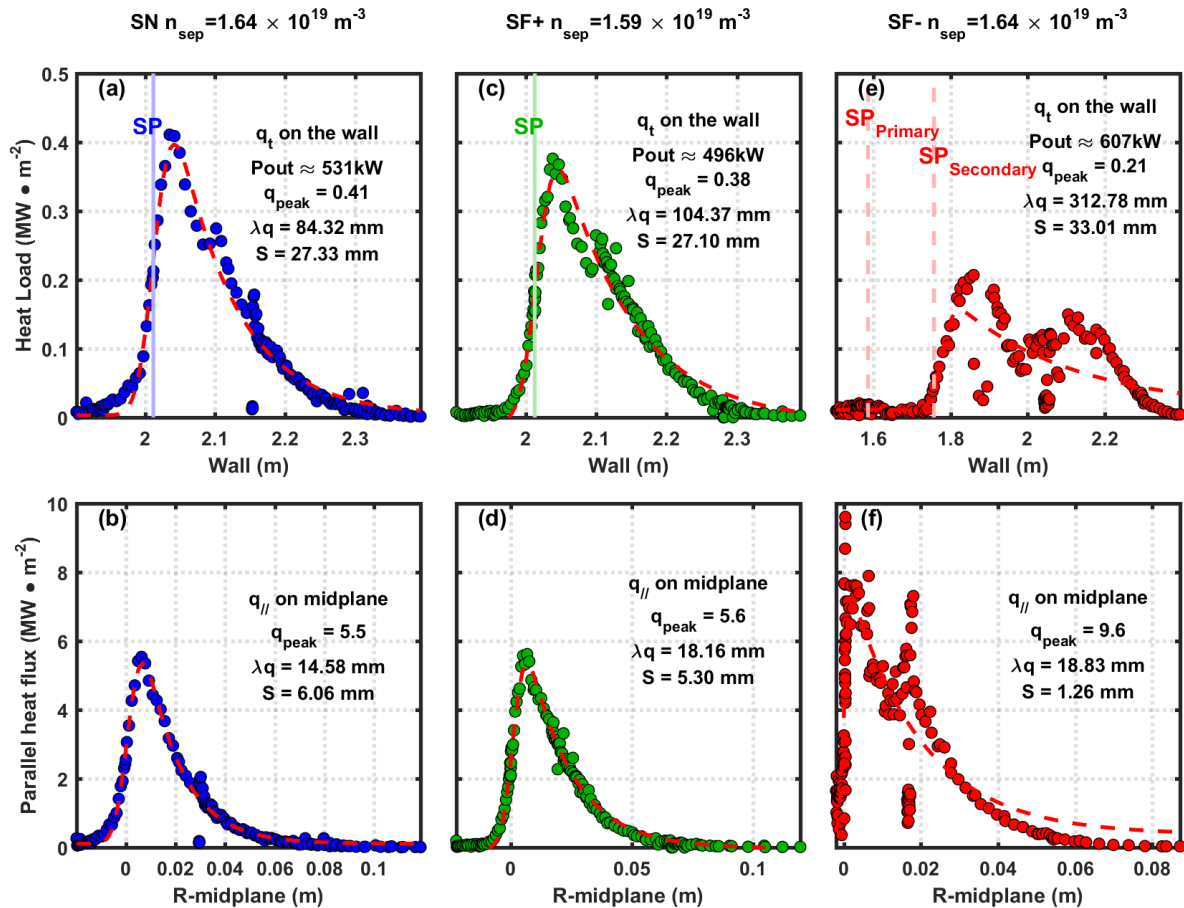 SN n_sep=1.64 × 10^19 m^-3
SF+ n_sep=1.59 × 10^19 m^-3
SF- n_sep=1.64 × 10^19 m^-3
Heat Load (MW ● m^-2)
0.5
0.4
0.3
0.2
0.1
0
(a)
SP
q_t on the wall
Pout ≈ 531kW
q_peak = 0.41
λq = 84.32 mm
S = 27.33 mm
2
2.1
2.2
2.3
Wall (m)
(c)
SP
q_t on the wall
Pout ≈ 496kW
q_peak = 0.38
λq = 104.37 mm
S = 27.10 mm
2
2.1
2.2
2.3
Wall (m)
(e)
SP_Primary
SP_Secondary
q_t on the wall
Pout ≈ 607kW
q_peak = 0.21
λq = 312.78 mm
S = 33.01 mm
1.6
1.8
2
2.2
Wall (m)
Parallel heat flux (MW ● m^-2)
10
8
6
4
2
0
(b)
q_// on midplane
q_peak = 5.5
λq = 14.58 mm
S = 6.06 mm
0
0.02
0.04
0.06
0.08
0.1
R-midplane (m)
(d)
q_// on midplane
q_peak = 5.6
λq = 18.16 mm
S = 5.30 mm
0
0.05
0.1
R-midplane (m)
(f)
q_// on midplane
q_peak = 9.6
λq = 18.83 mm
S = 1.26 mm
0
0.02
0.04
0.06
0.08
R-midplane (m)